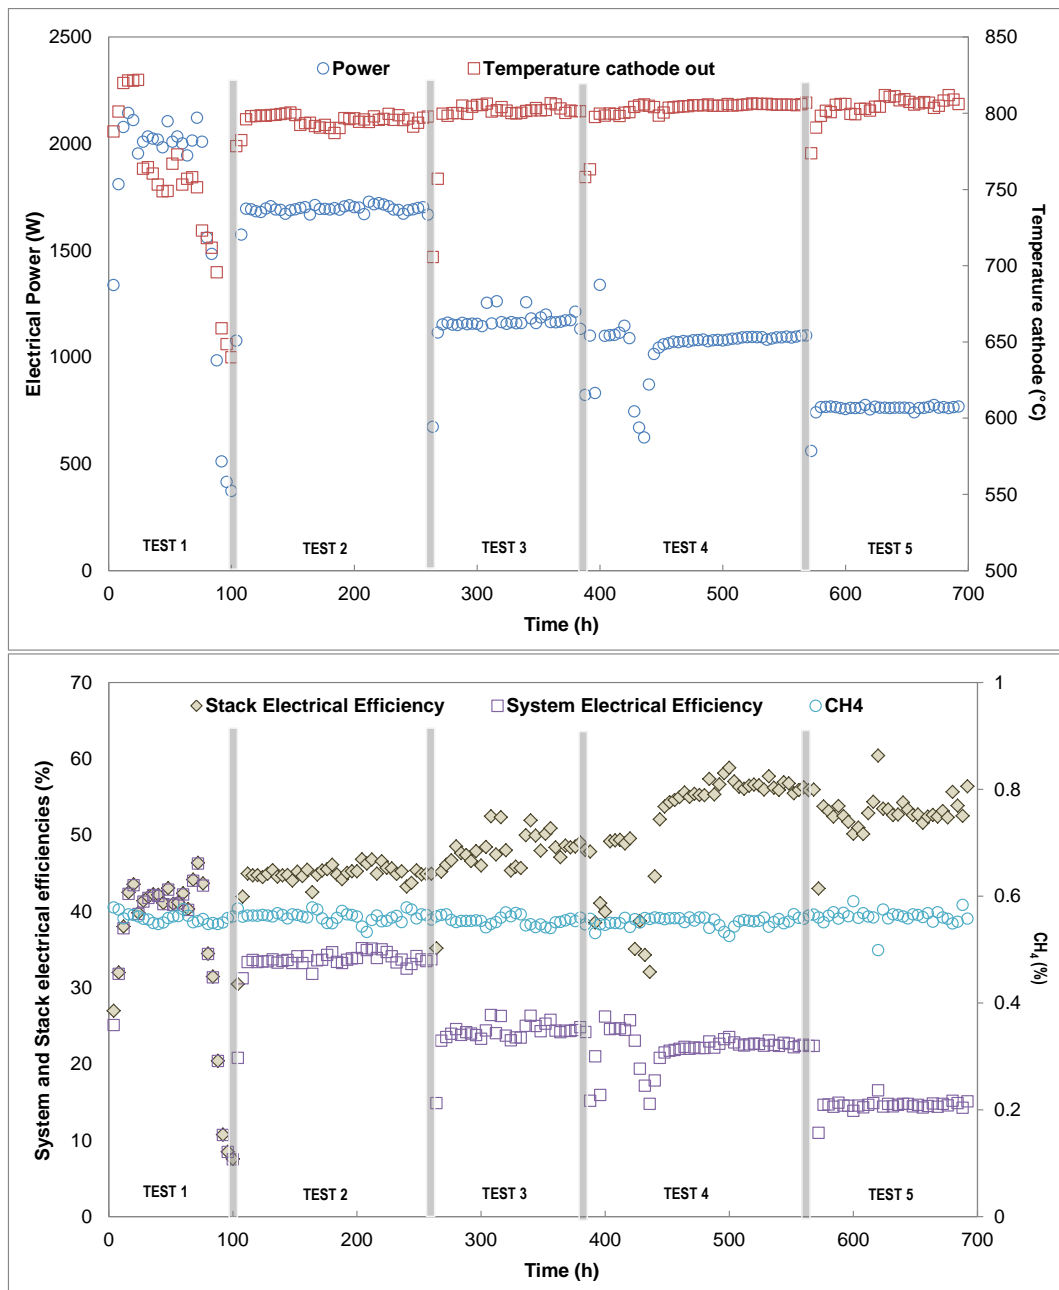 2500
2000
1500
1000
500
0
Electrical Power (W)
Power
Temperature cathode out
850
800
750
700
650
600
550
500
Temperature cathode (°C)
TEST 1
TEST 2
TEST 3
TEST 4
TEST 5
0 100 200 300 400 500 600 700
Time (h)
70
60
50
40
30
20
10
0
System and Stack electrical efficiencies (%)
Stack Electrical Efficiency
System Electrical Efficiency
CH4
1
0.8
0.6
0.4
0.2
0
CH₄ (%)
TEST 1
TEST 2
TEST 3
TEST 4
TEST 5
0 100 200 300 400 500 600 700
Time (h)